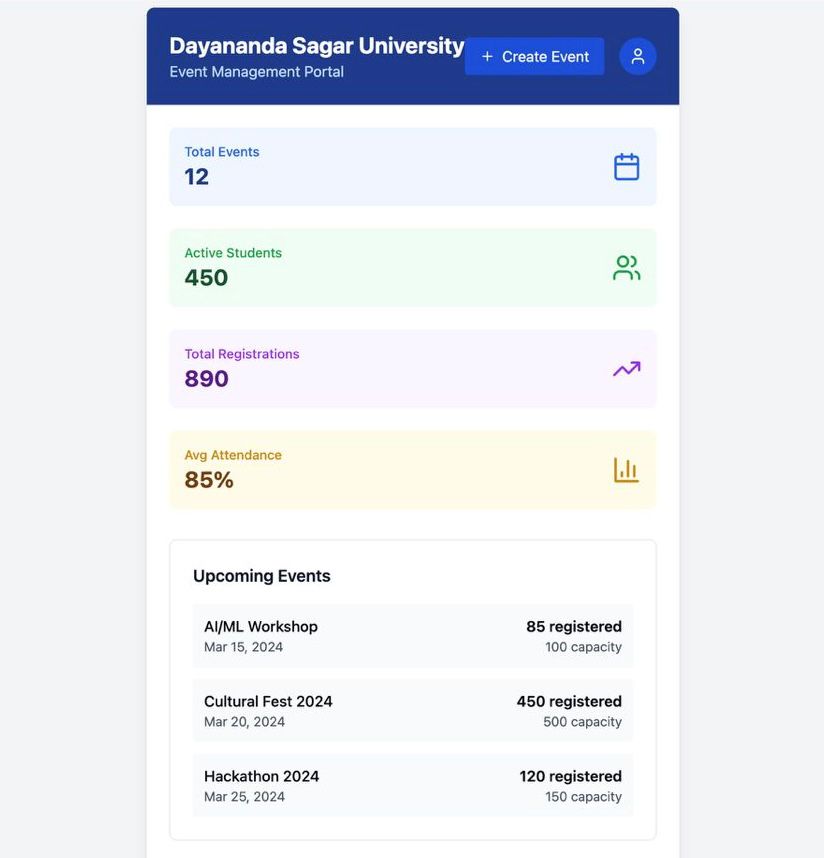 Dayananda Sagar University
Event Management Portal
+ Create Event
Total Events
12
Active Students
450
Total Registrations
890
Avg Attendance
85%
Upcoming Events
AI/ML Workshop
85 registered
Mar 15, 2024
100 capacity
Cultural Fest 2024
450 registered
Mar 20, 2024
500 capacity
Hackathon 2024
120 registered
Mar 25, 2024
150 capacity